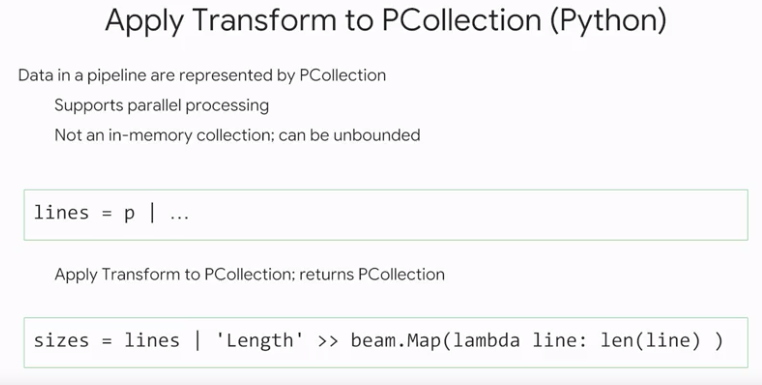 Apply Transform to PCollection (Python)
Data in a pipeline are represented by PCollection
Supports parallel processing
Not an in-memory collection; can be unbounded
lines = p | ...
Apply Transform to PCollection; returns PCollection
sizes = lines | 'Length' >> beam.Map(lambda line: len(line) )